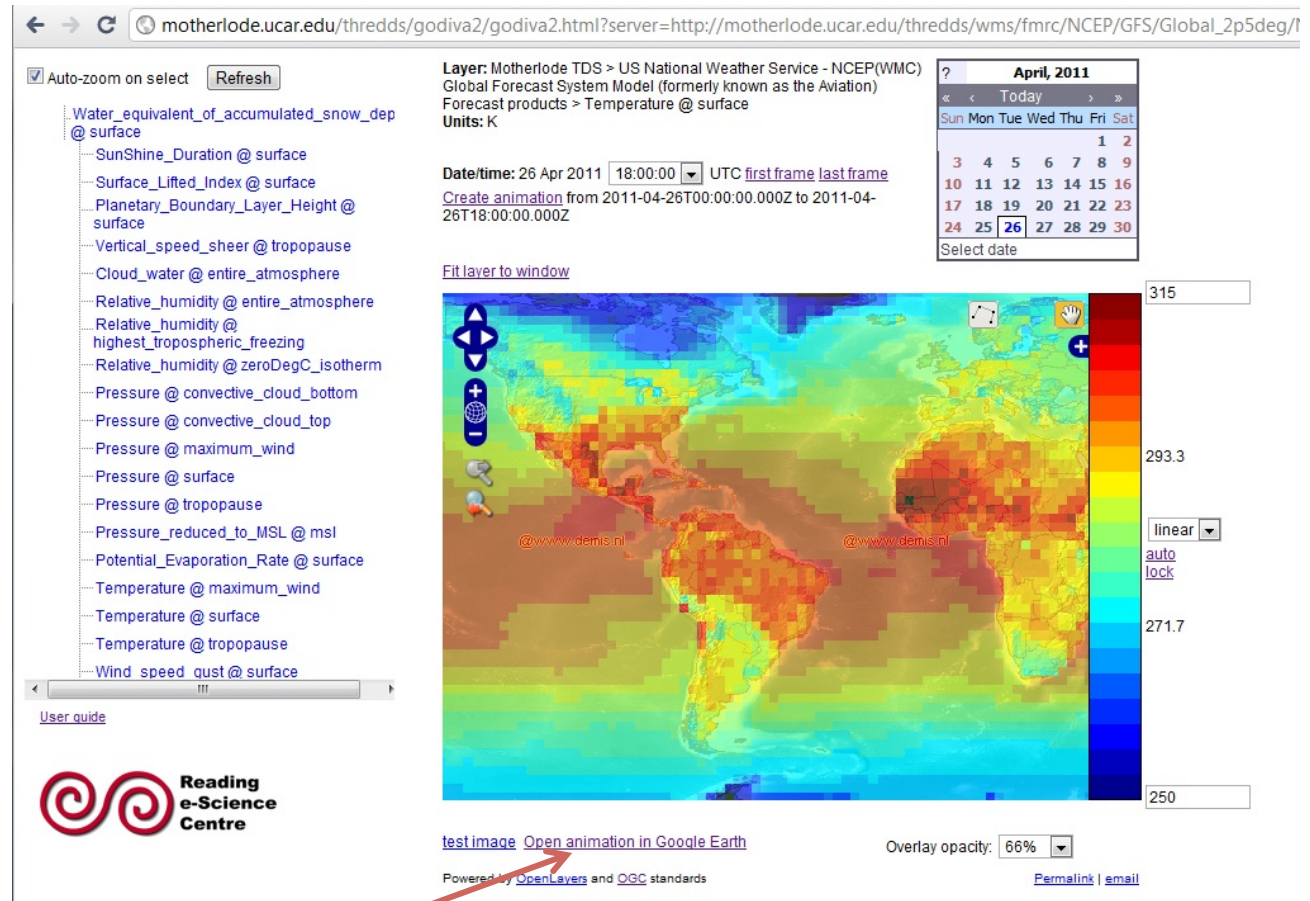 motherlode.ucar.edu/thredds/godiva2/godiva2.html?server=http://motherlode.ucar.edu/thredds/wms/fmrc/NCEP/GFS/Global_2p5deg/
Auto-zoom on select Refresh
Water_equivalent_of_accumulated_snow_dep
@ surface
SunShine_Duration @ surface
Surface_Lifted_Index @ surface
Planetary_Boundary_Layer_Height @
surface
Vertical_speed_sheer @ tropopause
Cloud_water @ entire_atmosphere
Relative_humidity @ entire_atmosphere
Relative_humidity @
highest_tropospheric_freezing
Relative_humidity @ zeroDegC_isotherm
Pressure @ convective_cloud_bottom
Pressure @ convective_cloud_top
Pressure @ maximum_wind
Pressure @ surface
Pressure @ tropopause
Pressure_reduced_to_MSL @ msl
Potential_Evaporation_Rate @ surface
Temperature @ maximum_wind
Temperature @ surface
Temperature @ tropopause
Wind_speed_gust @ surface
User guide
Reading
e-Science
Centre
Layer: Motherlode TDS > US National Weather Service - NCEP(WMC)
Global Forecast System Model (formerly known as the Aviation)
Forecast products > Temperature @ surface
Units: K
Date/time: 26 Apr 2011 18:00:00 UTC first frame last frame
Create animation from 2011-04-26T00:00:00.000Z to 2011-04-
26T18:00:00.000Z
Fit layer to window
? April, 2011
« ‹ Today › »
Sun Mon Tue Wed Thu Fri Sat
1 2
3 4 5 6 7 8 9
10 11 12 13 14 15 16
17 18 19 20 21 22 23
24 25 26 27 28 29 30
Select date
@www.demis.nl @www.demis.nl
315
293.3
linear
auto
lock
271.7
250
test image Open animation in Google Earth
Overlay opacity: 66%
Powered by OpenLayers and OGC standards
Permalink | email